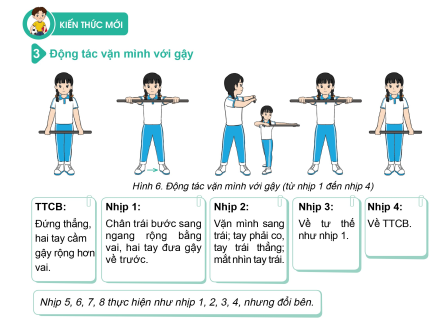 KIẾN THỨC MỚI
3 Động tác vặn mình với gậy
Hình 6. Động tác vặn mình với gậy (từ nhịp 1 đến nhịp 4)
TTCB:
Đứng thẳng,
hai tay cầm
gậy rộng hơn
vai.
Nhịp 1:
Chân trái bước sang
ngang rộng bằng
vai, hai tay đưa gậy
về trước.
Nhịp 2:
Vặn mình sang
trái; tay phải co,
tay trái thẳng;
mắt nhìn tay trái.
Nhịp 3:
Về tư thế
như nhịp 1.
Nhịp 4:
Về TTCB.
Nhịp 5, 6, 7, 8 thực hiện như nhịp 1, 2, 3, 4, nhưng đổi bên.